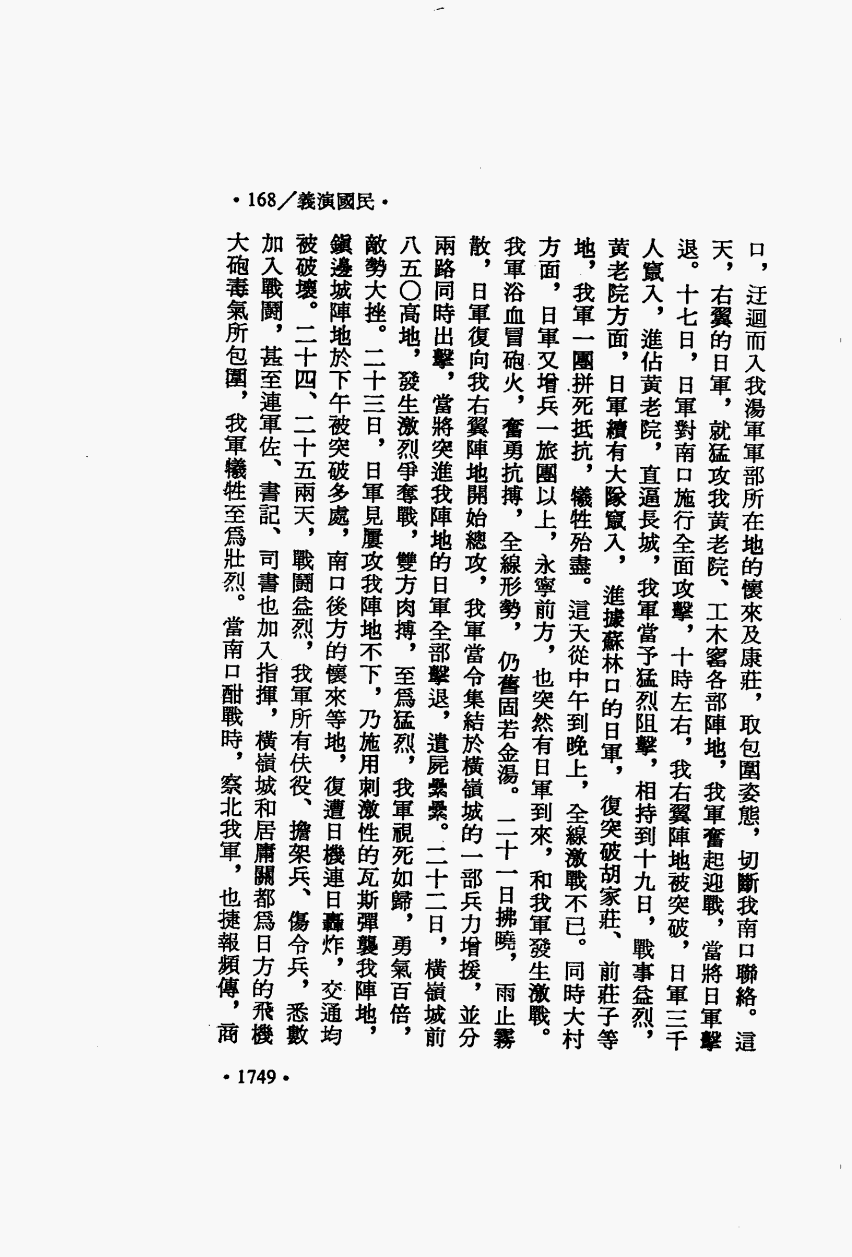 ·168/義演國民·
口，迂迴而入我湯軍軍部所在地的懷來及康莊，取包圍姿態，切斷我南口聯絡。這
天，右翼的日軍，就猛攻我黃老院、工木窰各部陣地，我軍奮起迎戰，當將日軍擊
退。十七日，日軍對南口施行全面攻擊，十時左右，我右翼陣地被突破，日軍三千
人竄入，進佔黃老院，直逼長城，我軍當予猛烈阻擊，相持到十九日，戰事益烈，
黃老院方面，日軍續有大隊竄入，進據蘇林口的日軍，復突破胡家莊、前莊子等
地，我軍一團拼死抵抗，犧牲殆盡。這天從中午到晚上，全線激戰不已。同時大村
方面，日軍又增兵一旅團以上，永寧前方，也突然有日軍到來，和我軍發生激戰。
我軍浴血冒砲火，奮勇抗搏，全線形勢，仍舊固若金湯。二十一日拂曉，雨止霧
散，日軍復向我右翼陣地開始總攻，我軍當令集結於橫嶺城的一部兵力增援，並分
兩路同時出擊，當將突進我陣地的日軍全部擊退，遺屍纍纍。二十二日，橫嶺城前
八五〇高地，發生激烈爭奪戰，雙方肉搏，至爲猛烈，我軍視死如歸，勇氣百倍，
敵勢大挫。二十三日，日軍見屢攻我陣地不下，乃施用刺激性的瓦斯彈襲我陣地，
鎭邊城陣地於下午被突破多處，南口後方的懷來等地，復遭日機連日轟炸，交通均
被破壞。二十四、二十五兩天，戰鬭益烈，我軍所有伕役、擔架兵、傷令兵，悉數
加入戰鬭，甚至連軍佐、書記、司書也加入指揮，橫嶺城和居庸關都爲日方的飛機
大砲毒氣所包圍，我軍犧牲至爲壯烈。當南口酣戰時，察北我軍，也捷報頻傳，商
·1749·